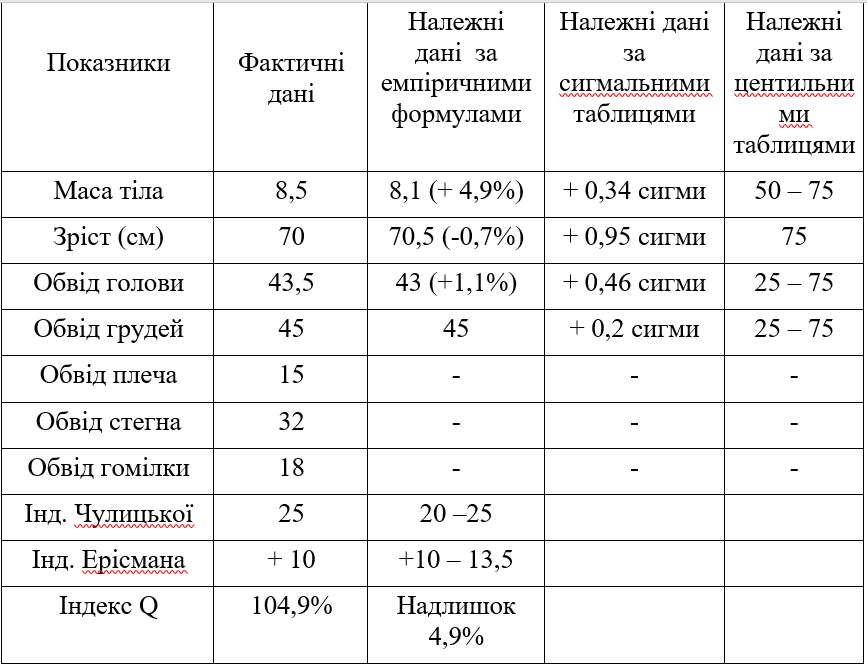 Показники
Фактичні
дані
Належні
дані за
емпіричними
формулами
Належні дані
за
сигмальними
таблицями
Належні
дані за
центильни
ми
таблицями
Маса тіла 8,5 8,1 (+ 4,9%) + 0,34 сигми 50 – 75
Зріст (см) 70 70,5 (-0,7%) + 0,95 сигми 75
Обвід голови 43,5 43 (+1,1%) + 0,46 сигми 25 – 75
Обвід грудей 45 45 + 0,2 сигми 25 – 75
Обвід плеча 15 - - -
Обвід стегна 32 - - -
Обвід гомілки 18 - - -
Інд. Чулицької 25 20 –25
Інд. Ерісмана + 10 +10 – 13,5
Індекс Q 104,9% Надлишок
4,9%